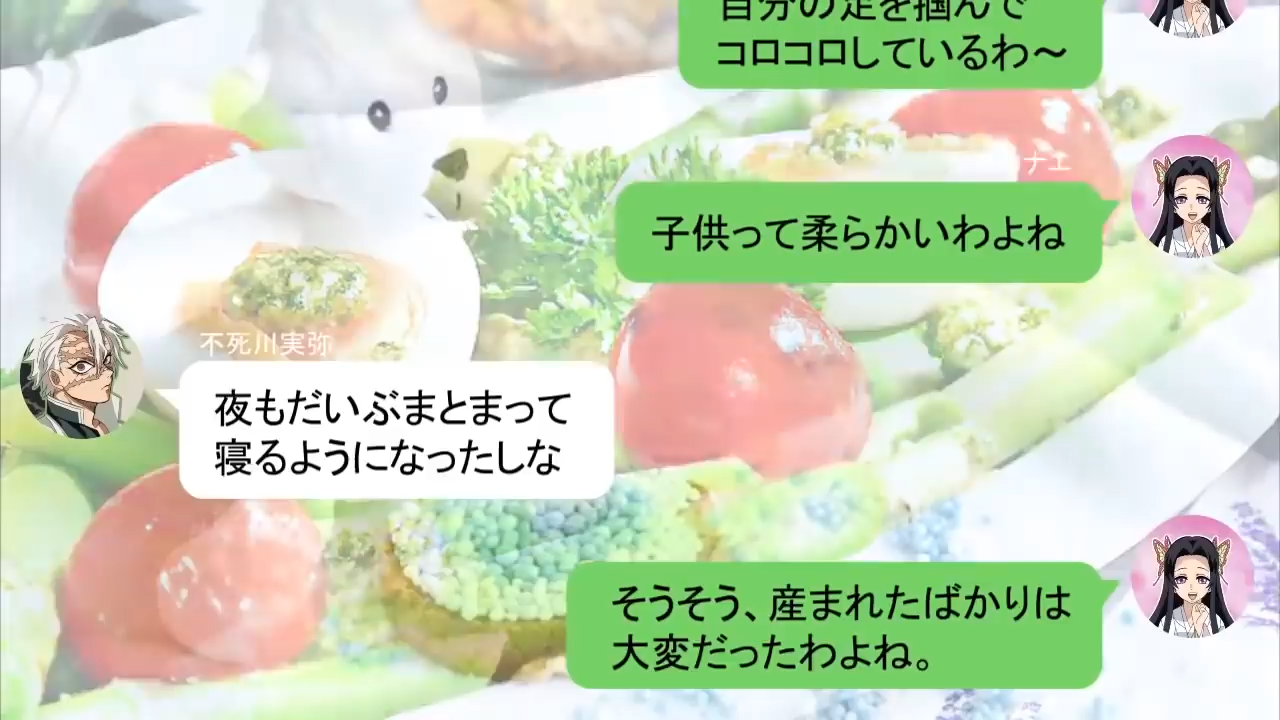 自分の足を掴んで
コロコロしているわ〜
ナエ
子供って柔らかいわよね
不死川実弥
夜もだいぶまとまって
寝るようになったしな
そうそう、産まれたばかりは
大変だったわよね。